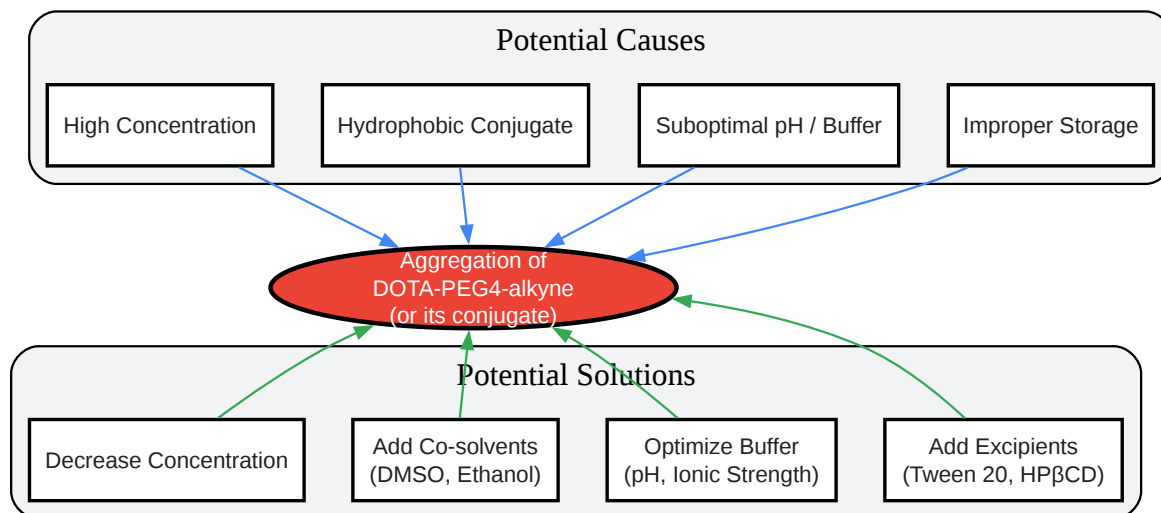 Potential Causes
High Concentration
Hydrophobic Conjugate
Suboptimal pH / Buffer
Improper Storage
Aggregation of
DOTA-PEG4-alkyne
(or its conjugate)
Potential Solutions
Decrease Concentration
Add Co-solvents
(DMSO, Ethanol)
Optimize Buffer
(pH, Ionic Strength)
Add Excipients
(Tween 20, HPβCD)